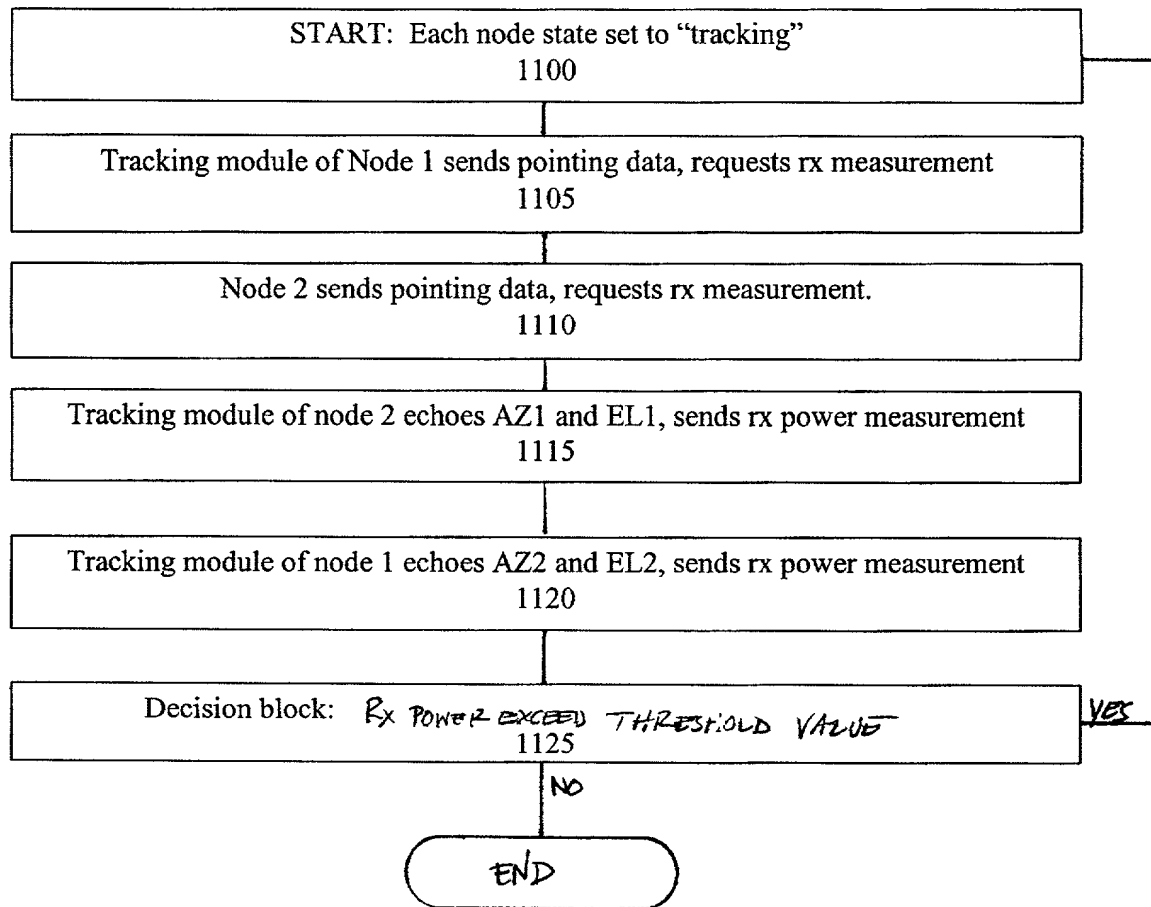 START: Each node state set to “tracking”
1100
Tracking module of Node 1 sends pointing data, requests rx measurement
1105
Node 2 sends pointing data, requests rx measurement.
1110
Tracking module of node 2 echoes AZ1 and EL1, sends rx power measurement
1115
Tracking module of node 1 echoes AZ2 and EL2, sends rx power measurement
1120
Decision block: Rx POWER EXCEED THRESHOLD VALUE
YES
1125
NO
END